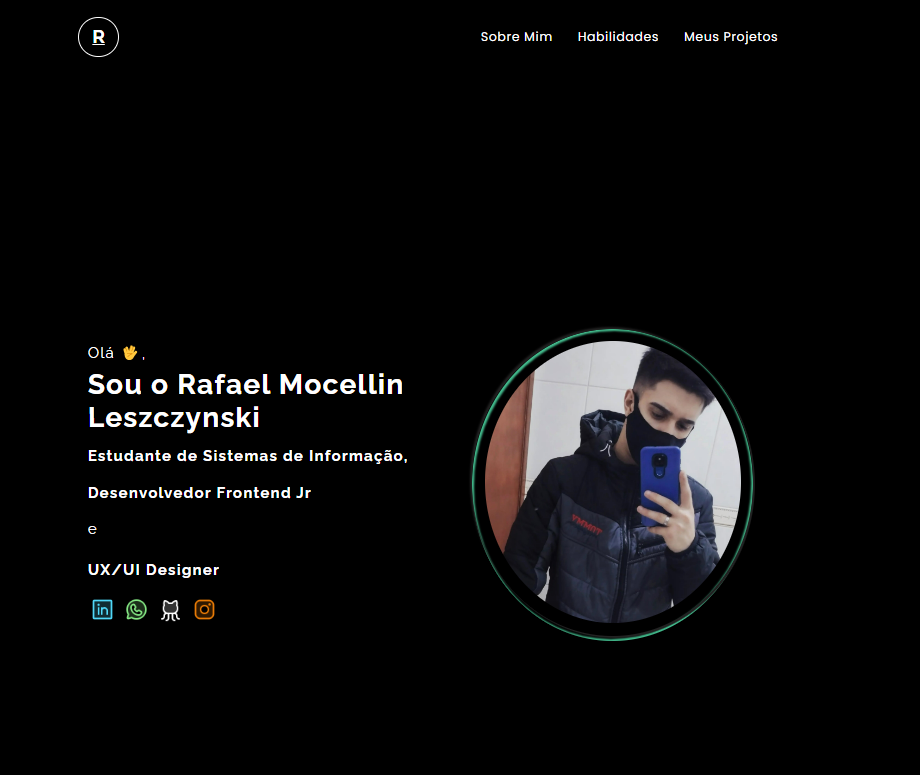 R
Sobre Mim Habilidades Meus Projetos
Olá 🖖,
Sou o Rafael Mocellin
Leszczynski
Estudante de Sistemas de Informação,
Desenvolvedor Frontend Jr
e
UX/UI Designer
in